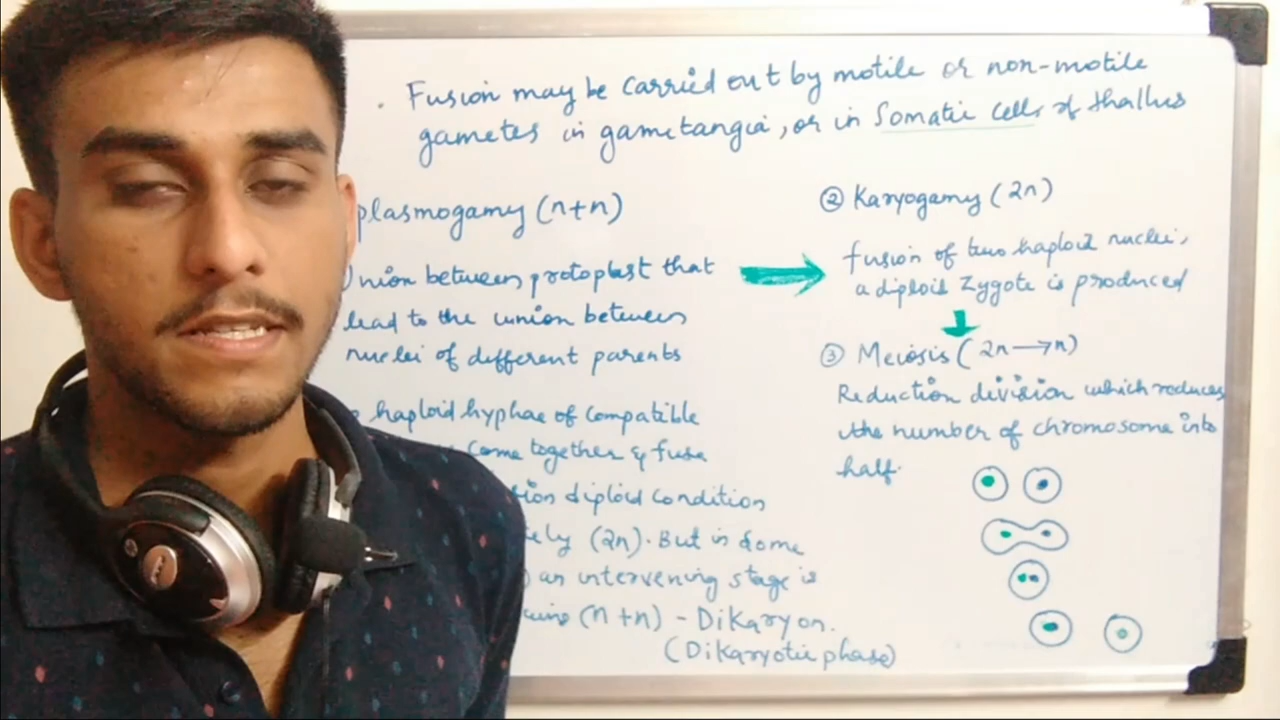 . Fusion may be carried out by motile or non-motile
gametes in gametangia, or in Somatic cells of thallus
plasmogamy (n+n)
Union between protoplast that
lead to the union between
nuclei of different parents
haploid hyphae of compatible
come together & fuse
tion diploid condition
ely (2n). But in some
an intervening stage is
(n+n) - Dikaryon.
(Dikaryotic phase)
② Karyogamy (2n)
fusion of two haploid nuclei,
a diploid Zygote is produced
③ Meiosis (2n→n)
Reduction division which reduces
the number of chromosome into
half.